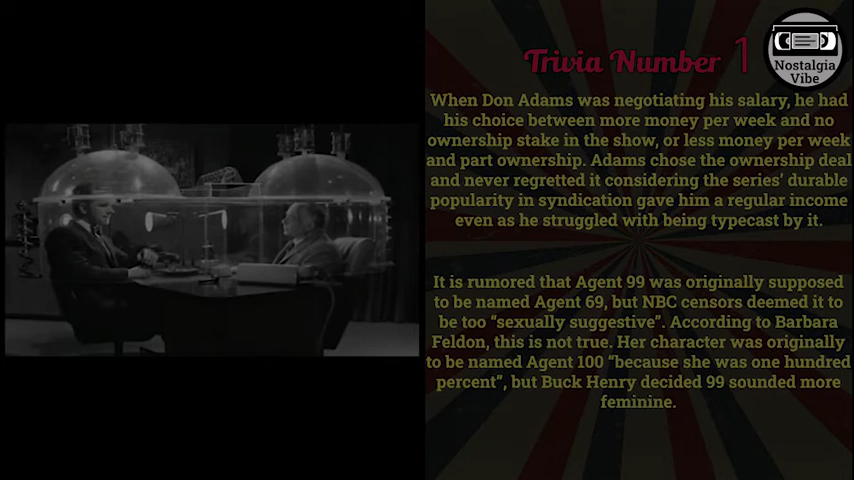 Trivia Number 1
Nostalgia
Vibe
When Don Adams was negotiating his salary, he had
his choice between more money per week and no
ownership stake in the show, or less money per week
and part ownership. Adams chose the ownership deal
and never regretted it considering the series' durable
popularity in syndication gave him a regular income
even as he struggled with being typecast by it.
It is rumored that Agent 99 was originally supposed
to be named Agent 69, but NBC censors deemed it to
be too "sexually suggestive". According to Barbara
Feldon, this is not true. Her character was originally
to be named Agent 100 "because she was one hundred
percent", but Buck Henry decided 99 sounded more
feminine.